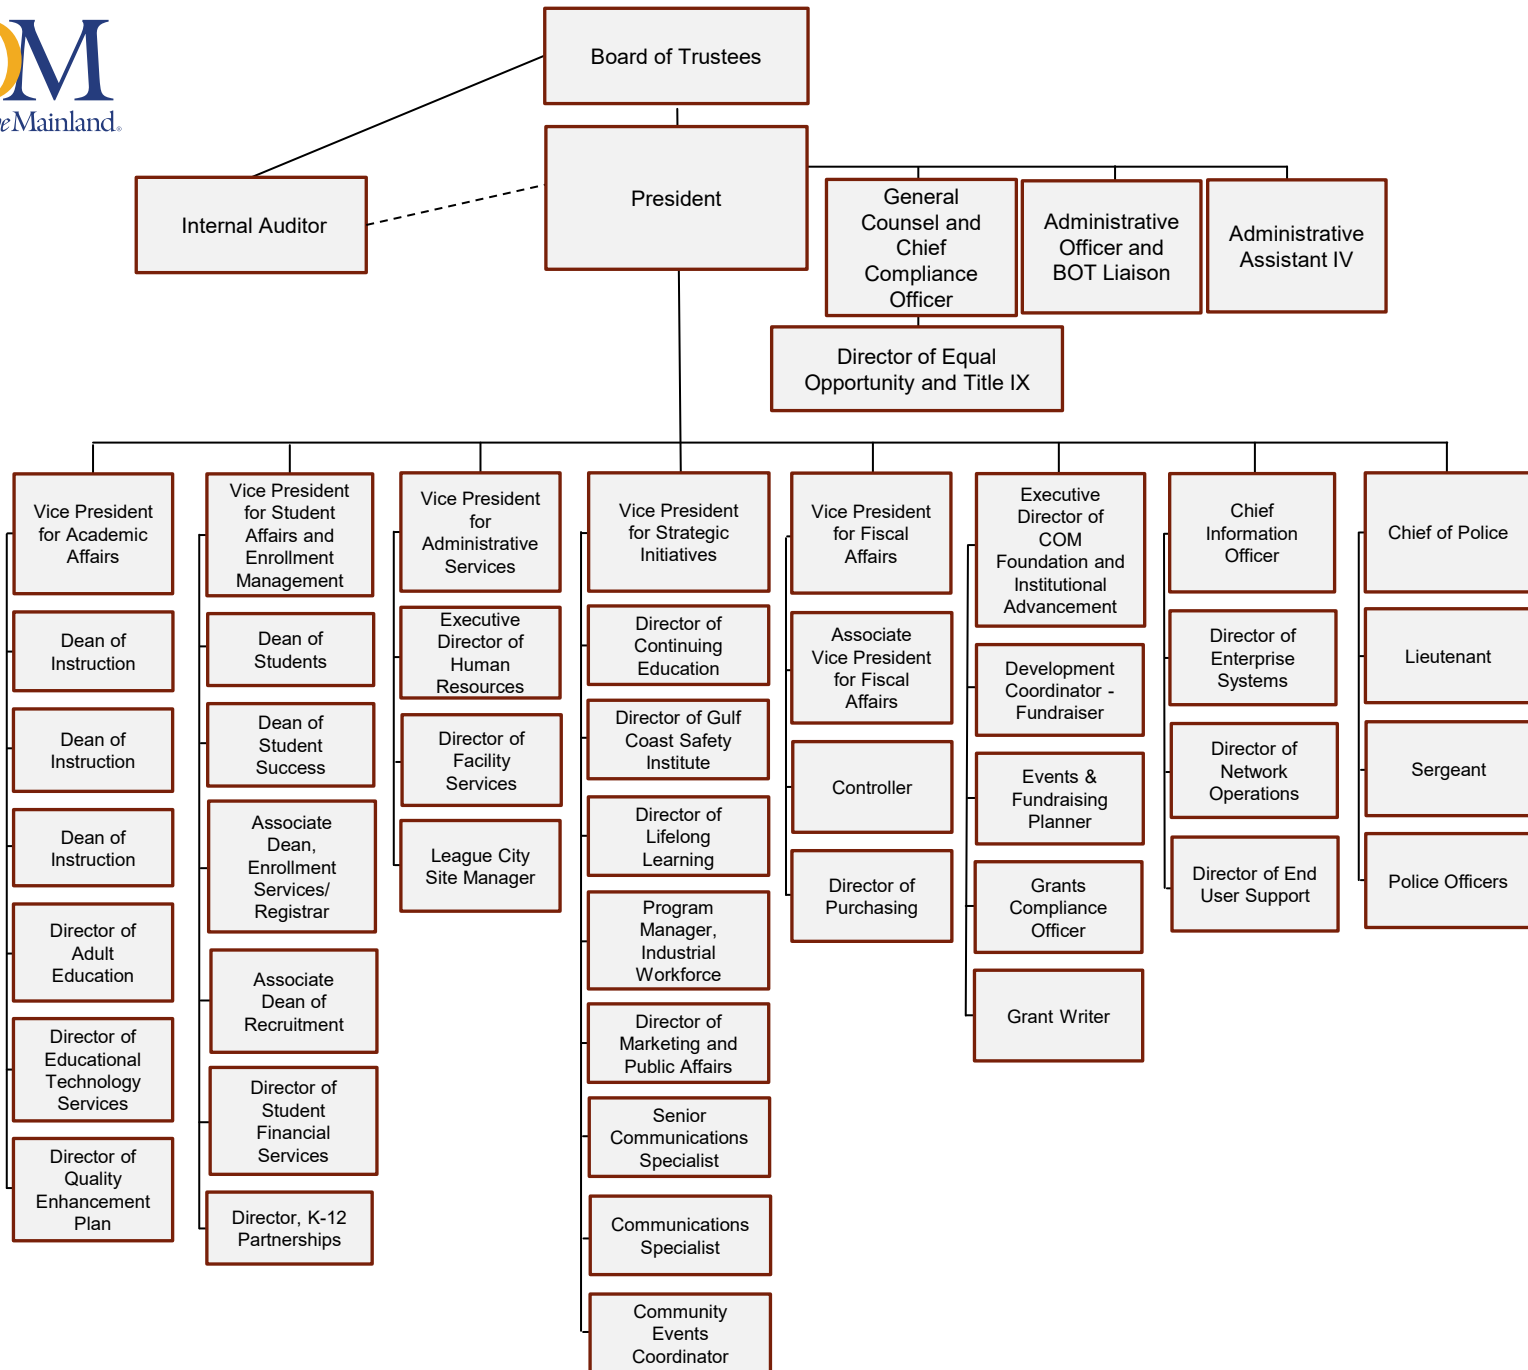 Board of Trustees
OM
Mainland
President
Internal Auditor
General
Counsel and
Chief
Compliance
Officer
Administrative
Officer and
BOT Liaison
Administrative
Assistant IV
Director of Equal
Opportunity and Title IX
Vice President
for Academic
Affairs
Dean of
Instruction
Dean of
Instruction
Dean of
Instruction
Director of
Adult
Education
Director of
Educational
Technology
Services
Director of
Quality
Enhancement
Plan
Vice President
for Student
Affairs and
Enrollment
Management
Dean of
Students
Dean of
Student
Success
Associate
Dean,
Enrollment
Services/
Registrar
Associate
Dean of
Recruitment
Director of
Student
Financial
Services
Director, K-12
Partnerships
Vice President
for
Administrative
Services
Executive
Director of
Human
Resources
Director of
Facility
Services
League City
Site Manager
Vice President
for Strategic
Initiatives
Director of
Continuing
Education
Director of Gulf
Coast Safety
Institute
Director of
Lifelong
Learning
Program
Manager,
Industrial
Workforce
Director of
Marketing and
Public Affairs
Senior
Communications
Specialist
Communications
Specialist
Community
Events
Coordinator
Vice President
for Fiscal
Affairs
Associate
Vice President
for Fiscal
Affairs
Controller
Director of
Purchasing
Executive
Director of
COM
Foundation and
Institutional
Advancement
Development
Coordinator -
Fundraiser
Events &
Fundraising
Planner
Grants
Compliance
Officer
Grant Writer
Chief
Information
Officer
Director of
Enterprise
Systems
Director of
Network
Operations
Director of End
User Support
Chief of Police
Lieutenant
Sergeant
Police Officers